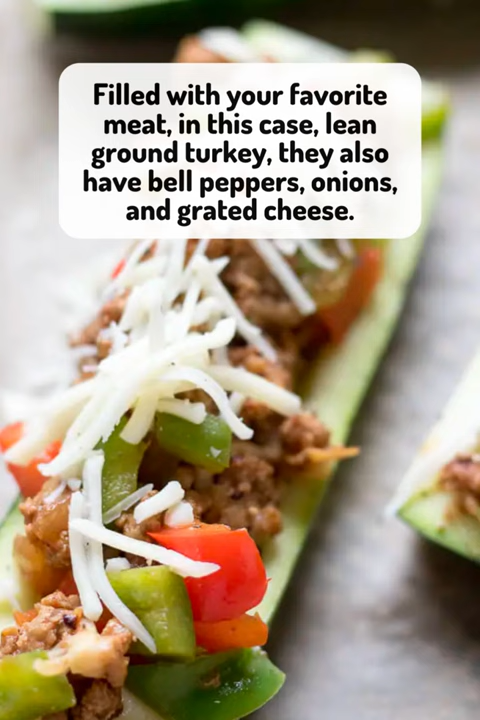 Filled with your favorite
meat, in this case, lean
ground turkey, they also
have bell peppers, onions,
and grated cheese.